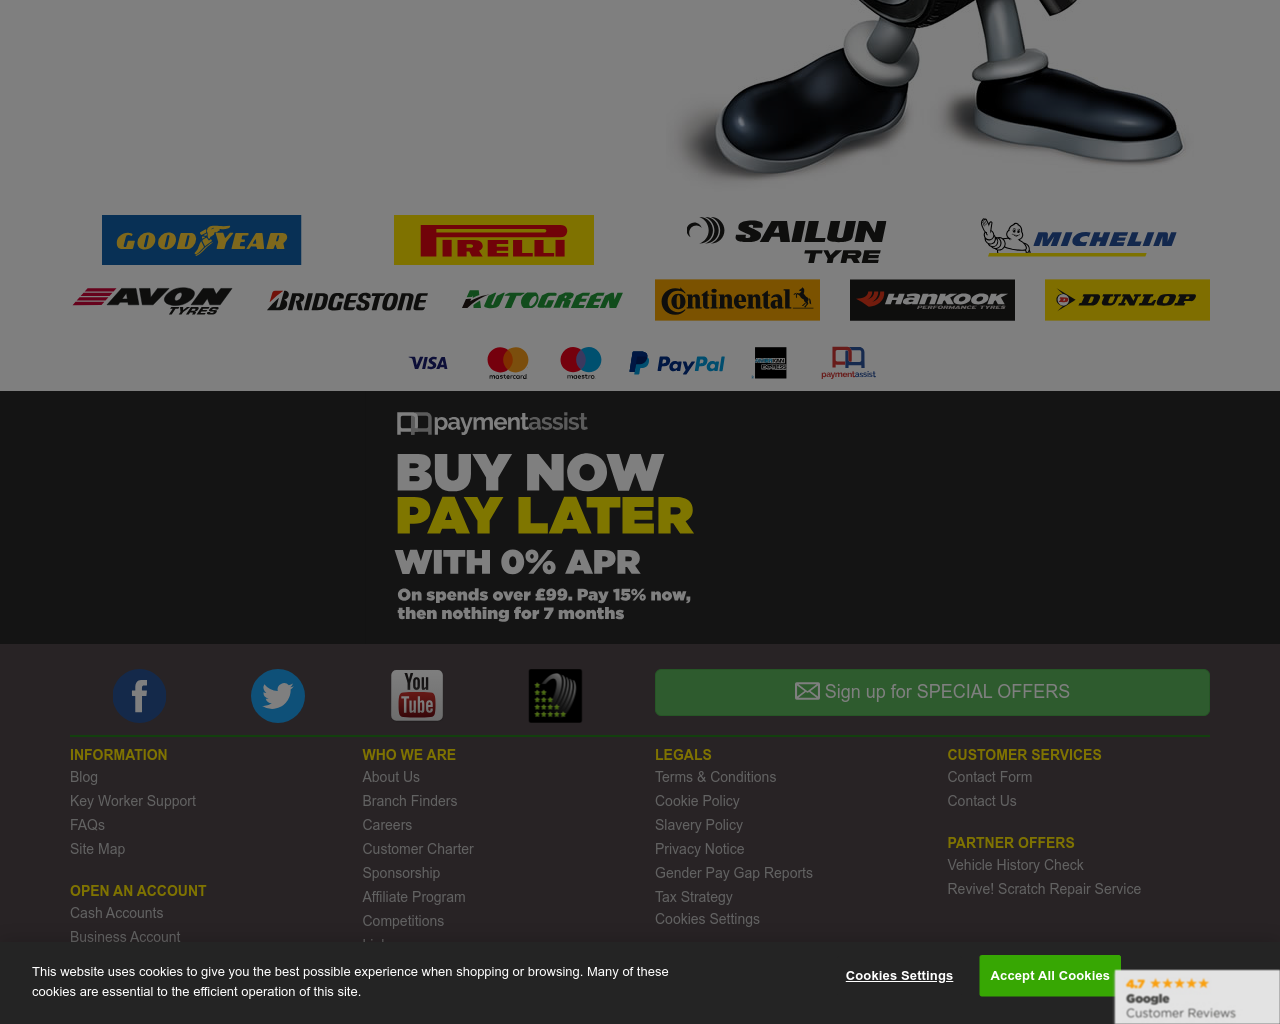 GOOD YEAR
PIRELLI
SAILUN
TYRE
MICHELIN
AVON
TYRES
BRIDGESTONE
AUTOGREEN
Continental
HANKOOK
PERFORMANCE TYRES
DUNLOP
VISA
mastercard
maestro
PayPal
paymentassist
paymentassist
BUY NOW
PAY LATER
WITH 0% APR
On spends over £99. Pay 15% now,
then nothing for 7 months
You
Tube
Sign up for SPECIAL OFFERS
INFORMATION
Blog
Key Worker Support
FAQs
Site Map
OPEN AN ACCOUNT
Cash Accounts
Business Account
WHO WE ARE
About Us
Branch Finders
Careers
Customer Charter
Sponsorship
Affiliate Program
Competitions
LEGALS
Terms & Conditions
Cookie Policy
Slavery Policy
Privacy Notice
Gender Pay Gap Reports
Tax Strategy
Cookies Settings
CUSTOMER SERVICES
Contact Form
Contact Us
PARTNER OFFERS
Vehicle History Check
Revive! Scratch Repair Service
This website uses cookies to give you the best possible experience when shopping or browsing. Many of these
cookies are essential to the efficient operation of this site.
Cookies Settings
Accept All Cookies
4.7
Google
Customer Reviews